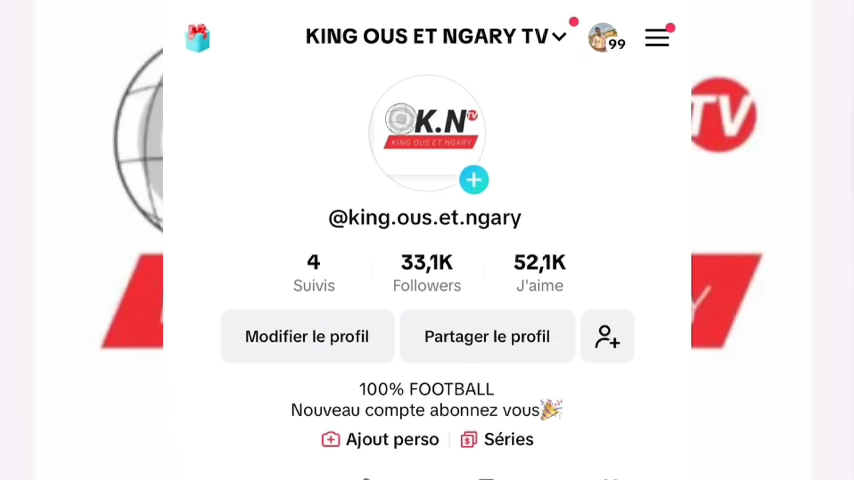 KING OUS ET NGARY TV
99
K.N TV
KING OUS ET NGARY
TV
@king.ous.et.ngary
4
33,1K
52,1K
Suivis
Followers
J'aime
Modifier le profil
Partager le profil
100% FOOTBALL
Nouveau compte abonnez vous🎉
Ajout perso
Séries